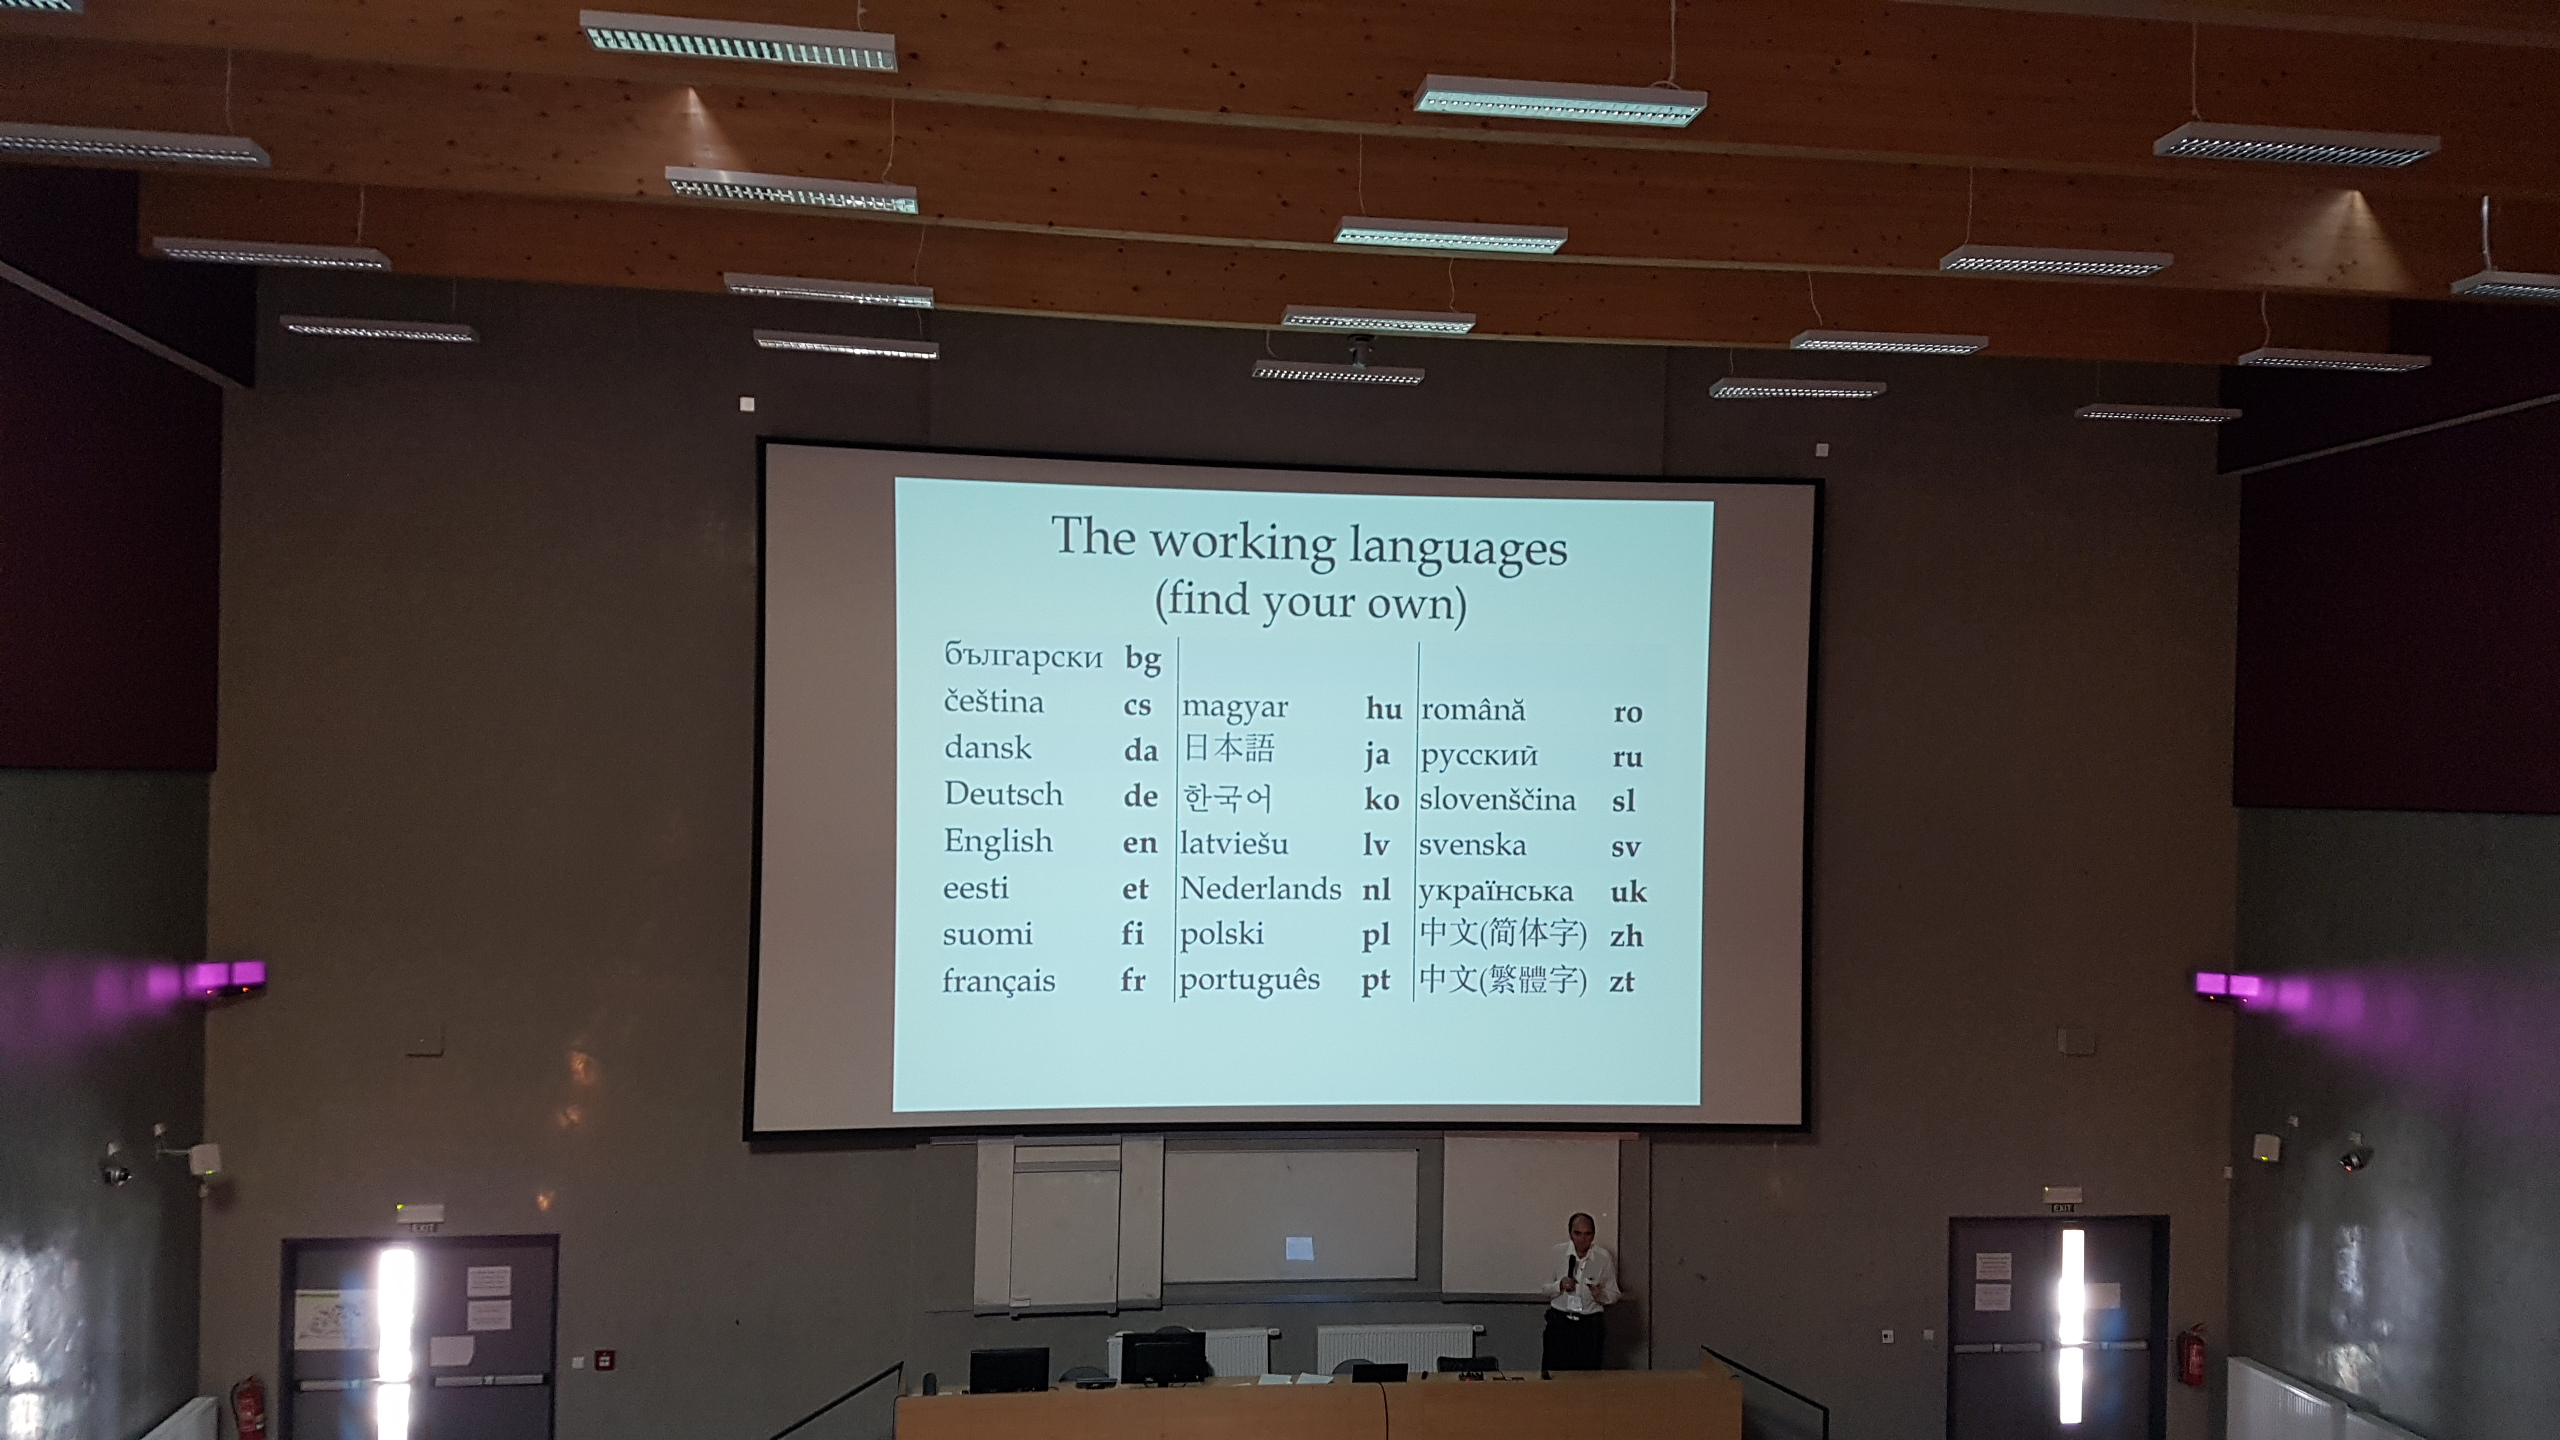 The working languages
(find your own)
български bg
čeština cs magyar hu română ro
dansk da 日本語 ja русский ru
Deutsch de 한국어 ko slovenščina sl
English en latviešu lv svenska sv
eesti et Nederlands nl українська uk
suomi fi polski pl 中文(简体字) zh
français fr português pt 中文(繁體字) zt
EXIT
EXIT